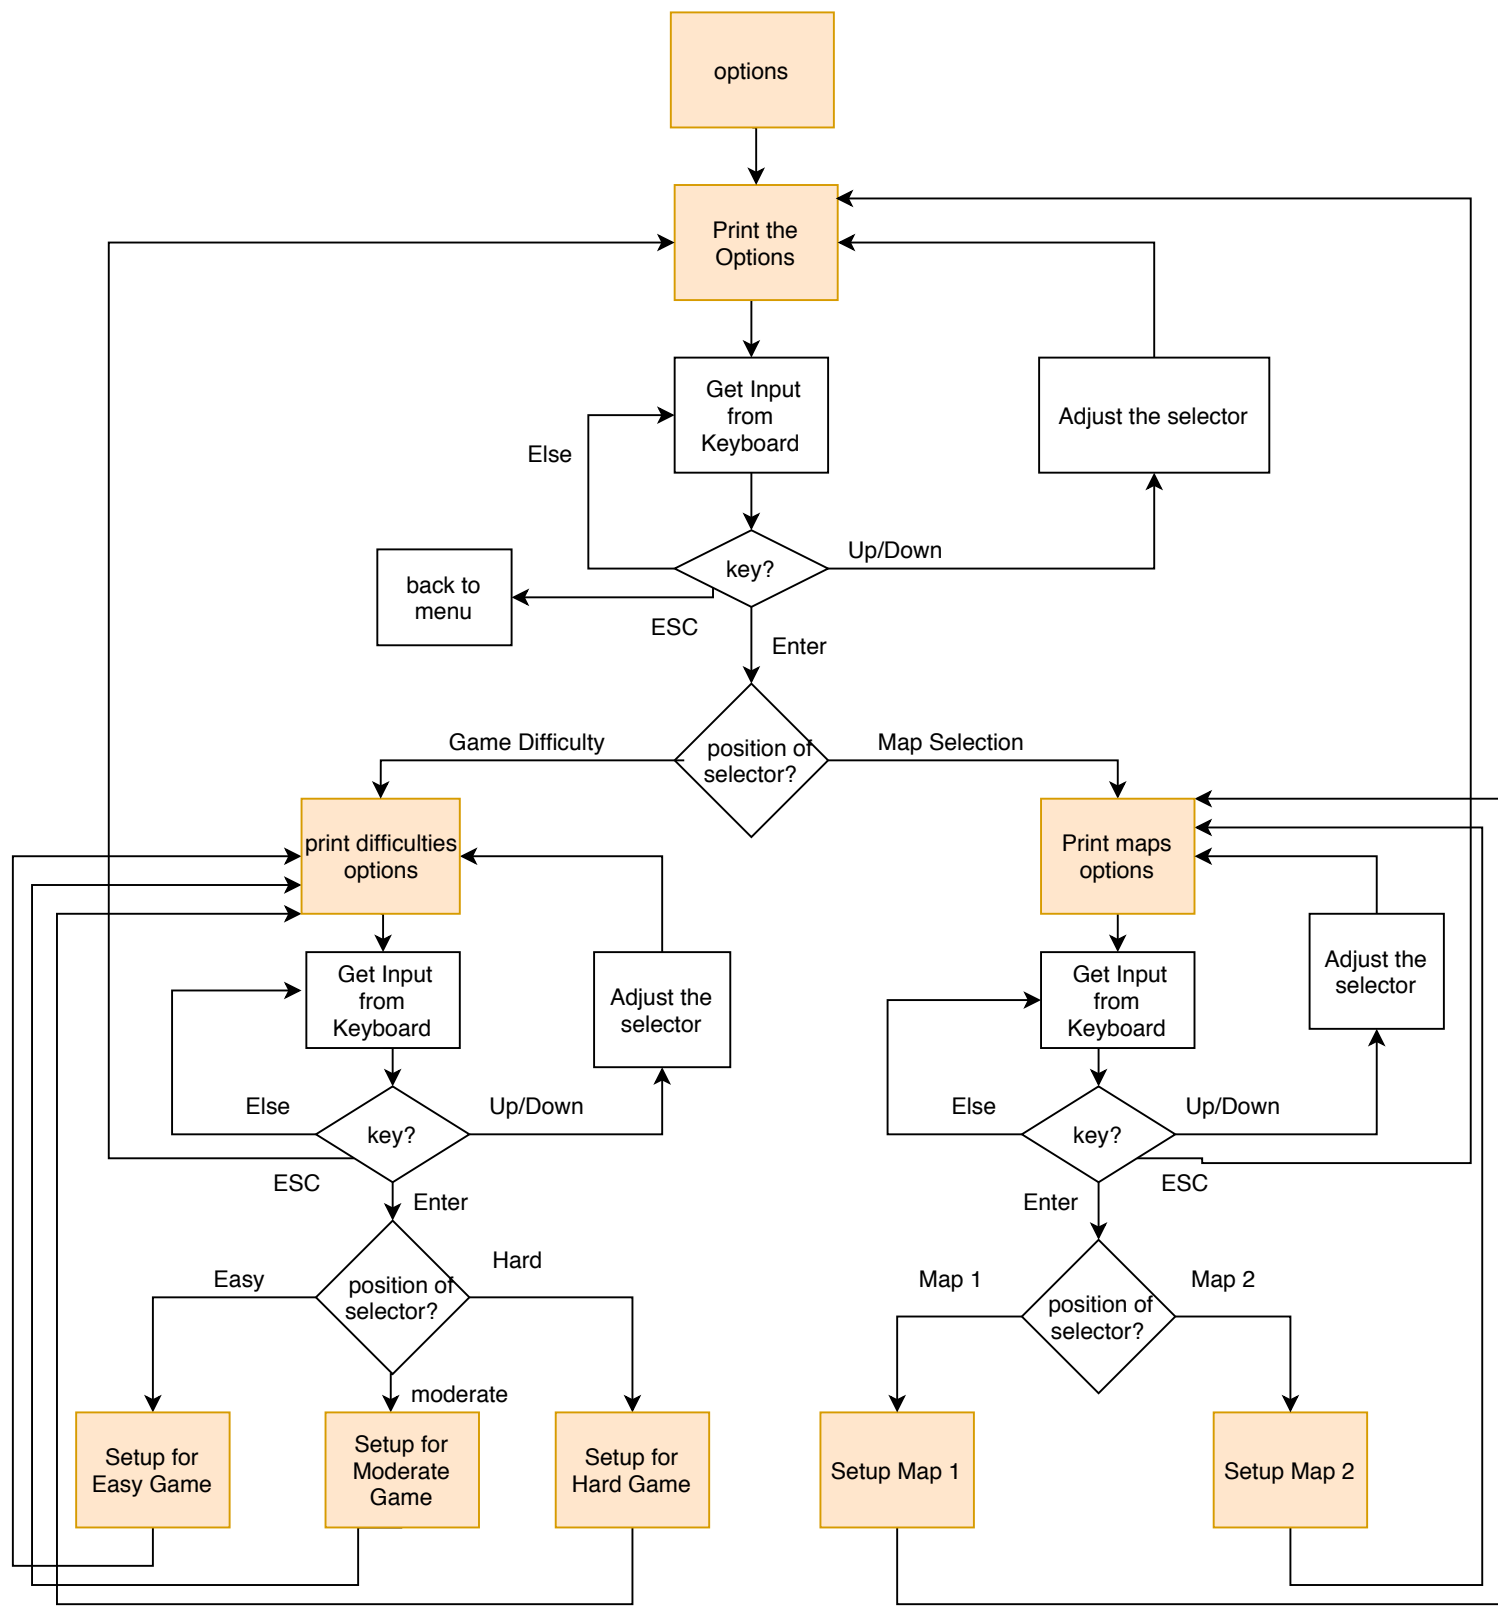 options
Print the
Options
Get Input
from
Keyboard
Adjust the selector
Else
key?
Up/Down
back to
menu
ESC
Enter
position of
selector?
Game Difficulty
Map Selection
print difficulties
options
Print maps
options
Get Input
from
Keyboard
Adjust the
selector
Get Input
from
Keyboard
Adjust the
selector
Else
key?
Up/Down
Else
key?
Up/Down
ESC
Enter
Enter
ESC
Easy
position of
selector?
Hard
Map 1
position of
selector?
Map 2
moderate
Setup for
Easy Game
Setup for
Moderate
Game
Setup for
Hard Game
Setup Map 1
Setup Map 2